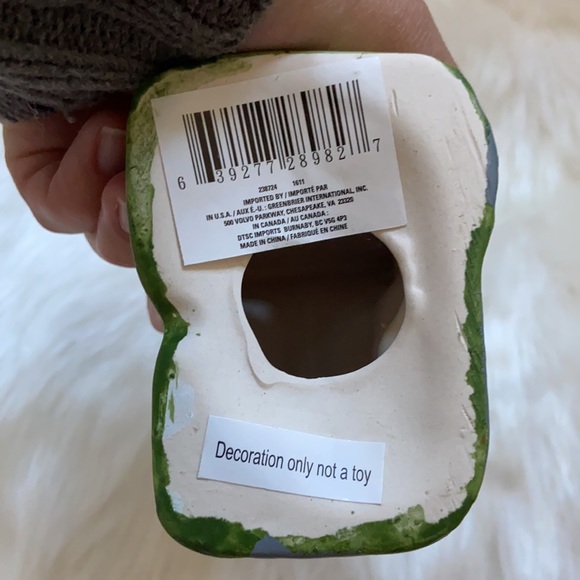 6 39277 28982 7
238724 1611
IMPORTED BY / IMPORTÉ PAR
IN U.S.A. / AUX É.-U.: GREENBRIER INTERNATIONAL, INC.
500 VOLVO PARKWAY, CHESAPEAKE, VA 23320
IN CANADA / AU CANADA:
DTSC IMPORTS BURNABY, BC V5G 4P3
MADE IN CHINA / FABRIQUÉ EN CHINE
Decoration only not a toy